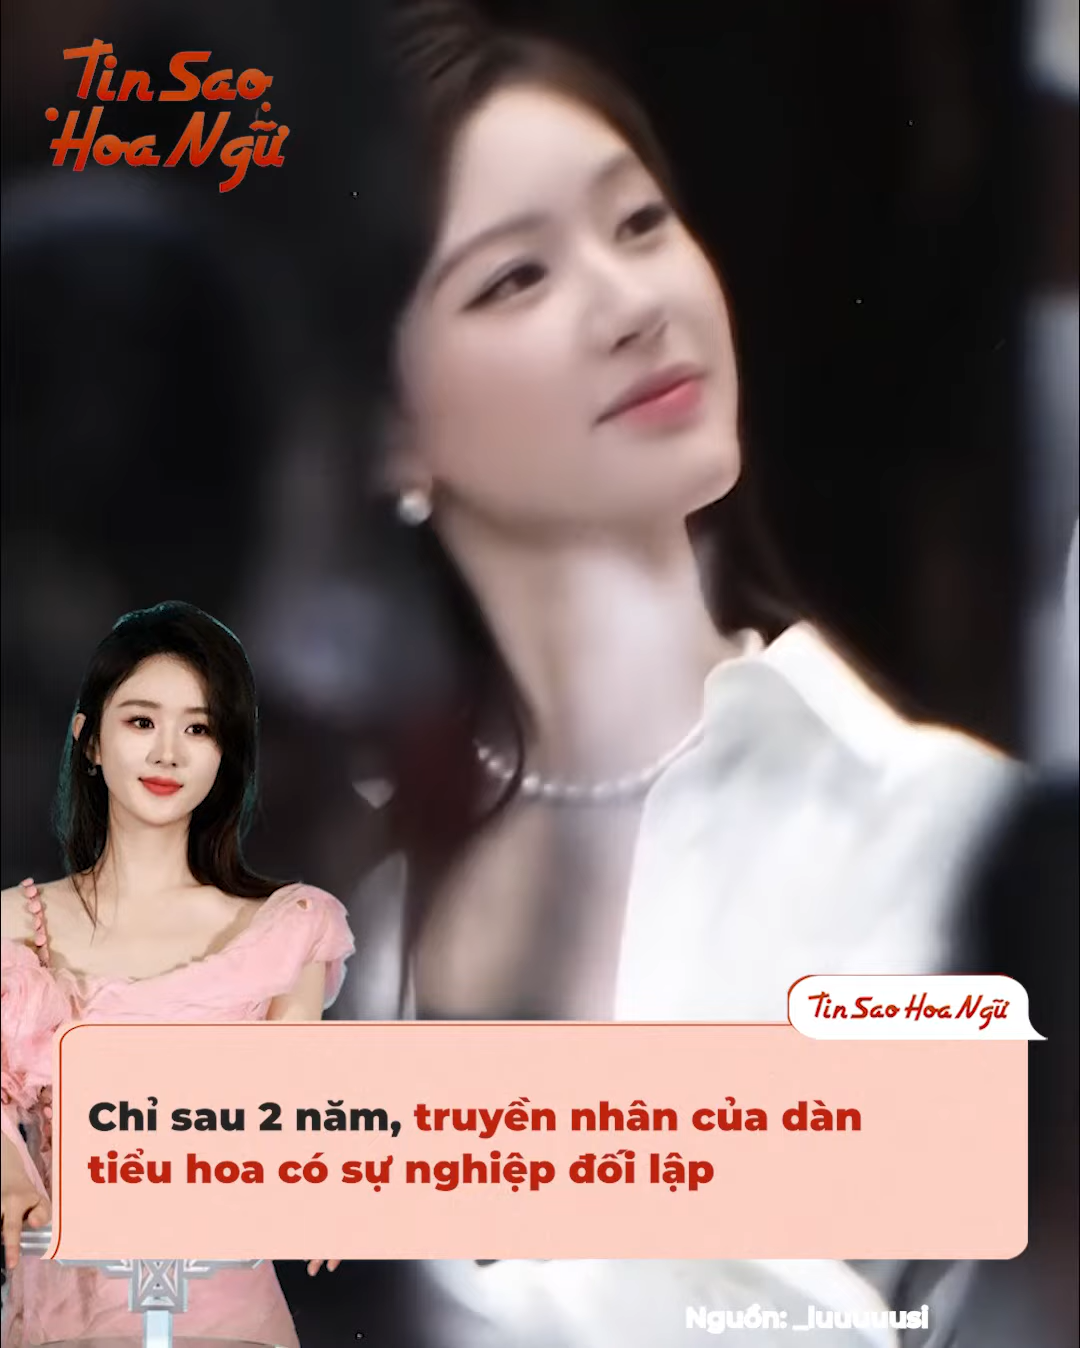 Tin Sao
Hoa Ngữ
Tin Sao Hoa Ngữ
Chỉ sau 2 năm, truyền nhân của dàn
tiểu hoa có sự nghiệp đối lập
Nguồn: _luuuuusi